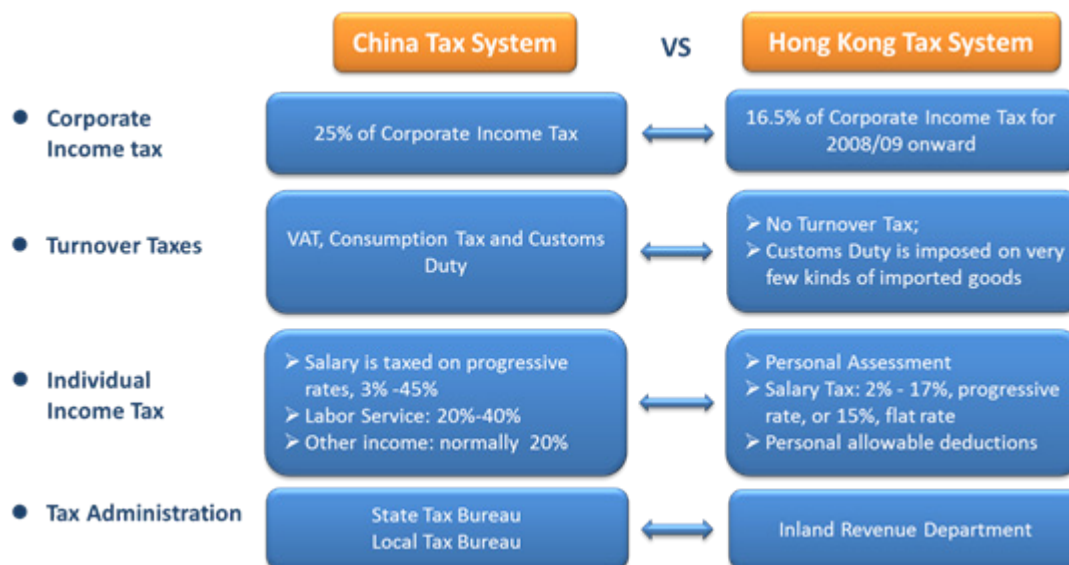 China Tax System
VS
Hong Kong Tax System
Corporate
Income tax
25% of Corporate Income Tax
16.5% of Corporate Income Tax for
2008/09 onward
Turnover Taxes
VAT, Consumption Tax and Customs
Duty
➢ No Turnover Tax;
➢ Customs Duty is imposed on very
few kinds of imported goods
Individual
Income Tax
➢ Salary is taxed on progressive
rates, 3% -45%
➢ Labor Service: 20%-40%
➢ Other income: normally 20%
➢ Personal Assessment
➢ Salary Tax: 2% - 17%, progressive
rate, or 15%, flat rate
➢ Personal allowable deductions
Tax Administration
State Tax Bureau
Local Tax Bureau
Inland Revenue Department